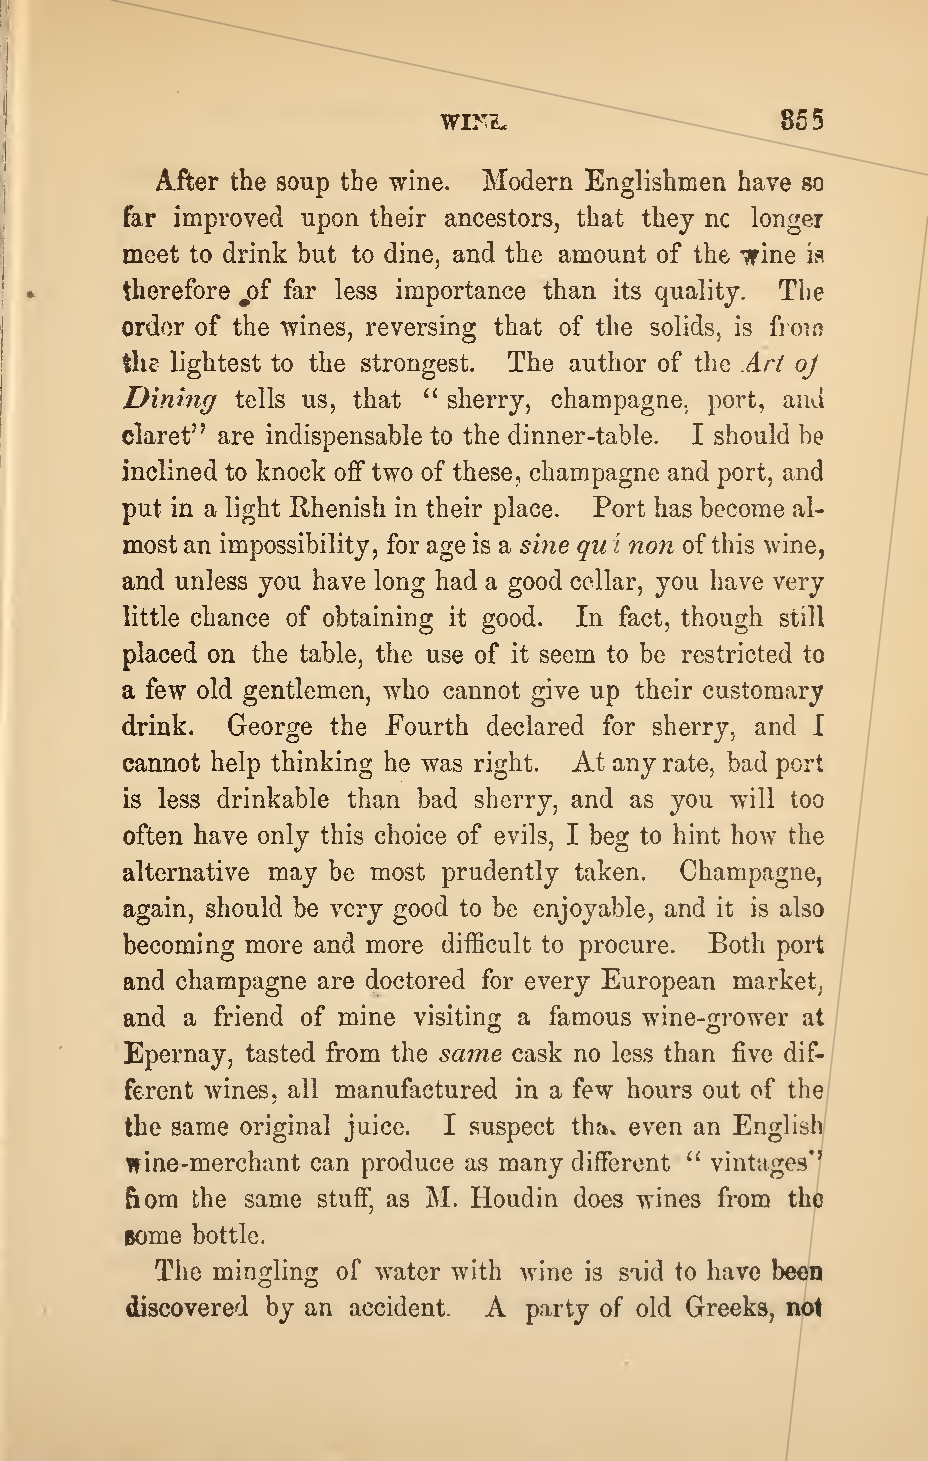 WINE. 355
After the soup the wine. Modern Englishmen have so
far improved upon their ancestors, that they no longer
meet to drink but to dine, and the amount of the wine is
therefore of far less importance than its quality. The
order of the wines, reversing that of the solids, is from
the lightest to the strongest. The author of the Art of
Dining tells us, that “ sherry, champagne, port, and
claret” are indispensable to the dinner-table. I should be
inclined to knock off two of these, champagne and port, and
put in a light Rhenish in their place. Port has become al-
most an impossibility, for age is a sine quâ non of this wine,
and unless you have long had a good cellar, you have very
little chance of obtaining it good. In fact, though still
placed on the table, the use of it seem to be restricted to
a few old gentlemen, who cannot give up their customary
drink. George the Fourth declared for sherry, and I
cannot help thinking he was right. At any rate, bad port
is less drinkable than bad sherry, and as you will too
often have only this choice of evils, I beg to hint how the
alternative may be most prudently taken. Champagne,
again, should be very good to be enjoyable, and it is also
becoming more and more difficult to procure. Both port
and champagne are doctored for every European market,
and a friend of mine visiting a famous wine-grower at
Epernay, tasted from the same cask no less than five dif-
ferent wines, all manufactured in a few hours out of the
the same original juice. I suspect that even an English
wine-merchant can produce as many different “ vintages”
from the same stuff, as M. Houdin does wines from the
some bottle.
The mingling of water with wine is said to have been
discovered by an accident. A party of old Greeks, not